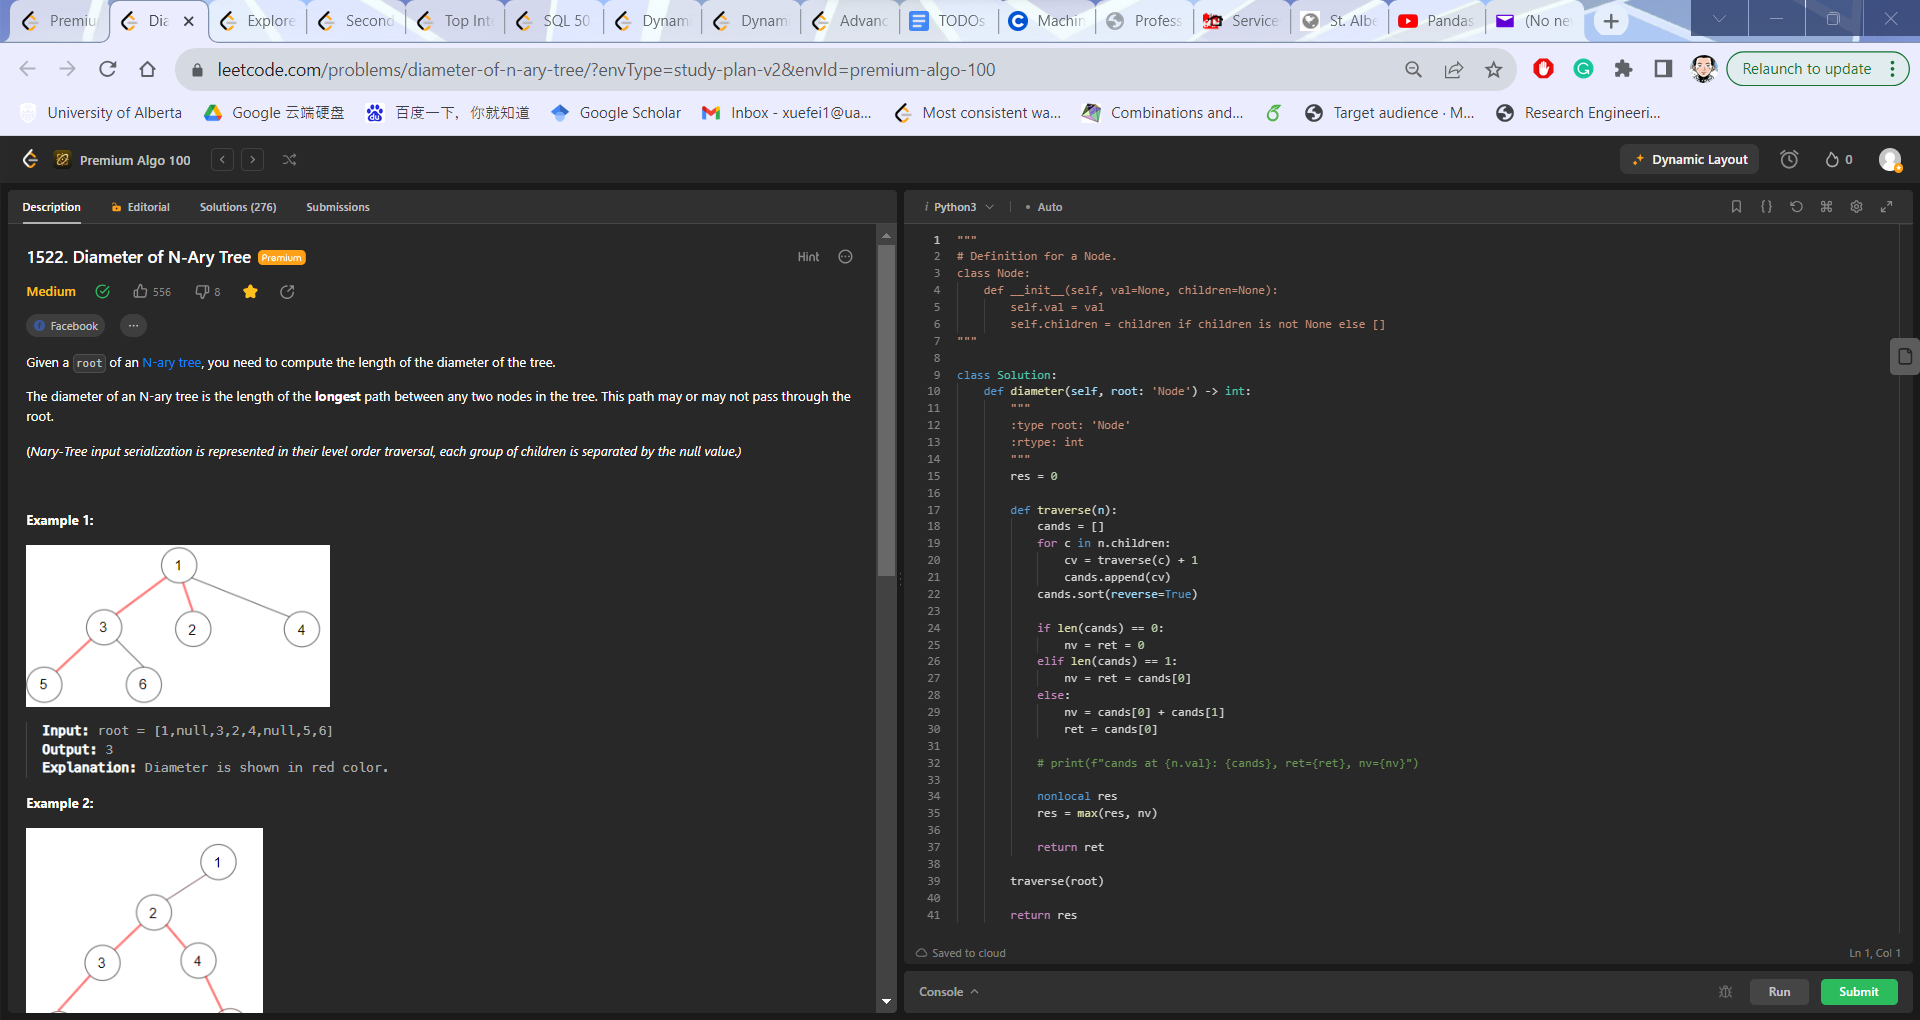 Premiu
Dia
Explore
Second
Top Inte
SQL 50
Dynam
Dynam
Advanc
TODOs
Machin
Profess
Service
St. Albe
Pandas
(No ne
leetcode.com/problems/diameter-of-n-ary-tree/?envType=study-plan-v2&envId=premium-algo-100
Relaunch to update
University of Alberta
Google 云端硬盘
百度一下，你就知道
Google Scholar
Inbox - xuefei1@ua...
Most consistent wa...
Combinations and...
Target audience · M...
Research Engineeri...
Premium Algo 100
Dynamic Layout
0
Description
Editorial
Solutions (276)
Submissions
1522. Diameter of N-Ary Tree Premium
Hint
Medium
556
8
Facebook
...
Given a root of an N-ary tree, you need to compute the length of the diameter of the tree.
The diameter of an N-ary tree is the length of the longest path between any two nodes in the tree. This path may or may not pass through the
root.
(Nary-Tree input serialization is represented in their level order traversal, each group of children is separated by the null value.)
Example 1:
1
3
2
4
5
6
Input: root = [1,null,3,2,4,null,5,6]
Output: 3
Explanation: Diameter is shown in red color.
Example 2:
1
2
3
4
i Python3
• Auto
1 """
2 # Definition for a Node.
3 class Node:
4     def __init__(self, val=None, children=None):
5         self.val = val
6         self.children = children if children is not None else []
7 """
8
9 class Solution:
10     def diameter(self, root: 'Node') -> int:
11         """
12         :type root: 'Node'
13         :rtype: int
14         """
15         res = 0
16
17         def traverse(n):
18             cands = []
19             for c in n.children:
20                 cv = traverse(c) + 1
21                 cands.append(cv)
22             cands.sort(reverse=True)
23
24             if len(cands) == 0:
25                 nv = ret = 0
26             elif len(cands) == 1:
27                 nv = ret = cands[0]
28             else:
29                 nv = cands[0] + cands[1]
30                 ret = cands[0]
31
32             # print(f"cands at {n.val}: {cands}, ret={ret}, nv={nv}")
33
34             nonlocal res
35             res = max(res, nv)
36
37             return ret
38
39         traverse(root)
40
41         return res
Saved to cloud
Ln 1, Col 1
Console
Run
Submit